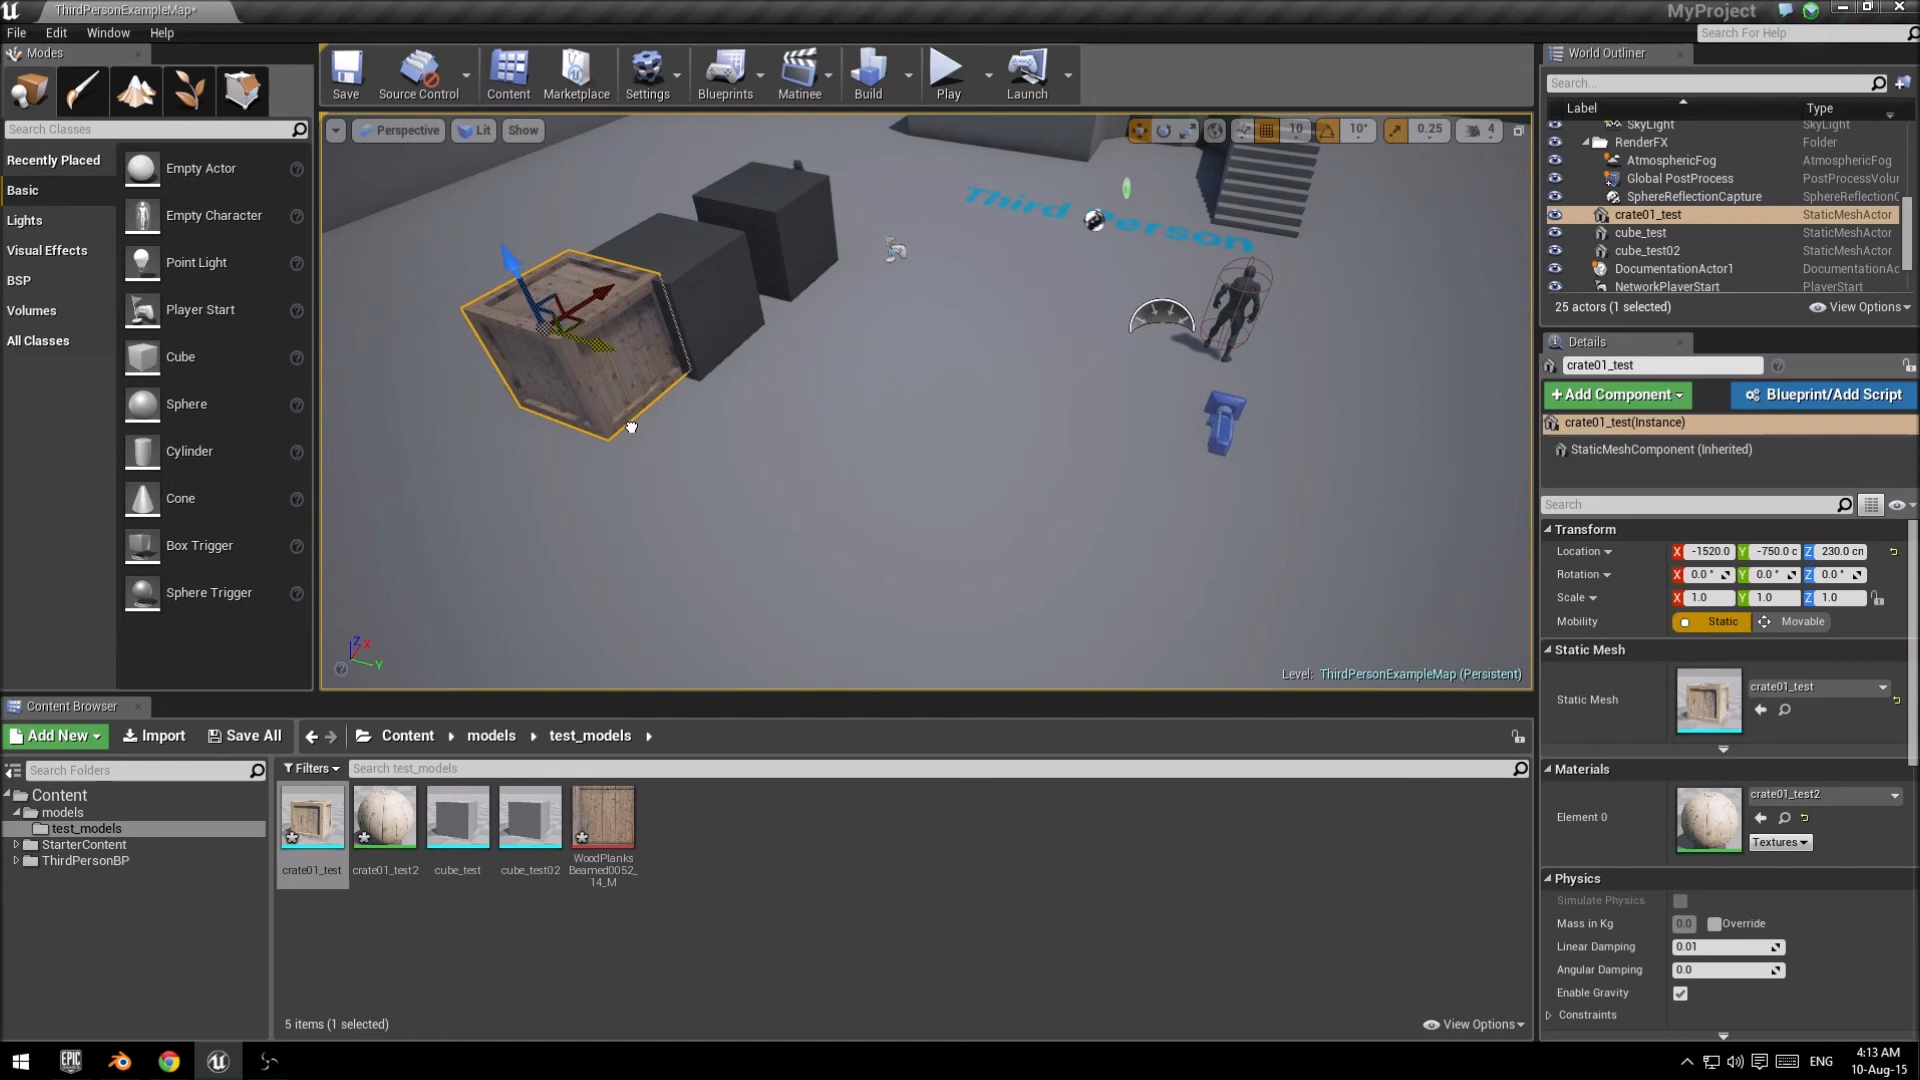 ThirdPersonExampleMap*
MyProject
File Edit Window Help
Search For Help
Modes
Search Classes
Recently Placed
Basic
Lights
Visual Effects
BSP
Volumes
All Classes
Empty Actor
Empty Character
Point Light
Player Start
Cube
Sphere
Cylinder
Cone
Box Trigger
Sphere Trigger
Save
Source Control
Content
Marketplace
Settings
Blueprints
Matinee
Build
Play
Launch
Perspective Lit Show
10 10° 0.25 4
Third Person
Z X Y
Level: ThirdPersonExampleMap (Persistent)
World Outliner
Search...
Label Type
SkyLight SkyLight
RenderFX Folder
AtmosphericFog AtmosphericFog
Global PostProcess PostProcessVolur
SphereReflectionCapture SphereReflectionC
crate01_test StaticMeshActor
cube_test StaticMeshActor
cube_test02 StaticMeshActor
DocumentationActor1 DocumentationAc
NetworkPlayerStart PlayerStart
25 actors (1 selected) View Options
Details
crate01_test
+Add Component Blueprint/Add Script
crate01_test(Instance)
StaticMeshComponent (Inherited)
Search
Transform
Location X -1520.0 Y -750.0 c Z 230.0 cm
Rotation X 0.0 ° Y 0.0 ° Z 0.0 °
Scale X 1.0 Y 1.0 Z 1.0
Mobility Static Movable
Static Mesh
Static Mesh crate01_test
Materials
Element 0 crate01_test2
Textures
Physics
Simulate Physics
Mass in Kg 0.0 Override
Linear Damping 0.01
Angular Damping 0.0
Enable Gravity
Constraints
Content Browser
Add New Import Save All Content models test_models
Search Folders
Filters Search test_models
Content
models
test_models
StarterContent
ThirdPersonBP
crate01_test
crate01_test2
cube_test
cube_test02
WoodPlanks
Beamed0052_
14_M
5 items (1 selected) View Options
EPIC
GAMES
ENG
4:13 AM
10-Aug-15